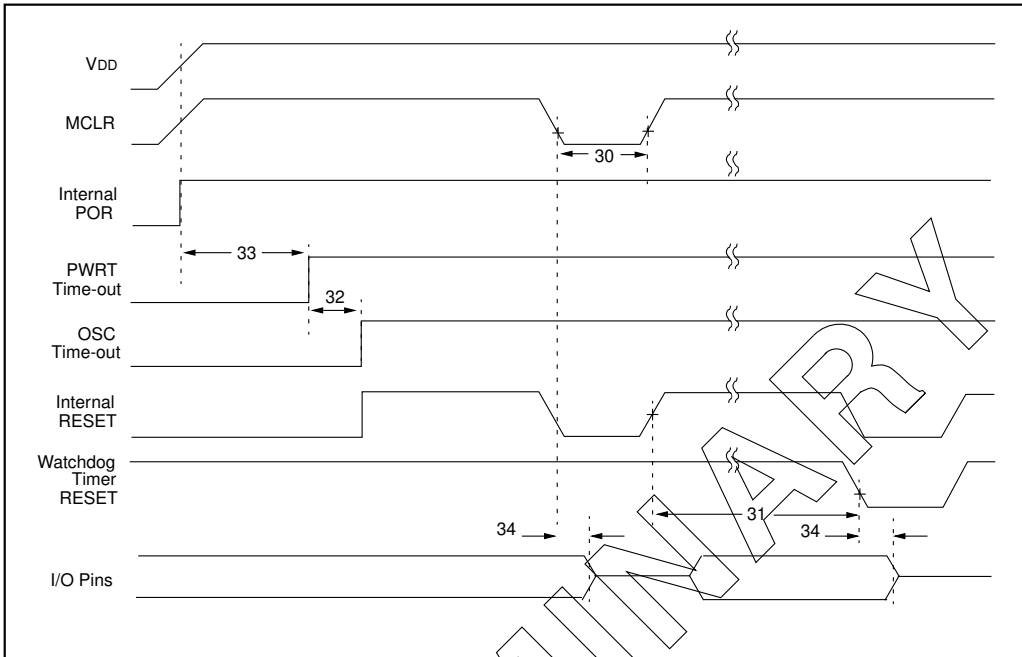 VDD
MCLR
30
Internal
POR
33
PWRT
Time-out
32
OSC
Time-out
Internal
RESET
Watchdog
Timer
RESET
31
34
34
I/O Pins
INARY